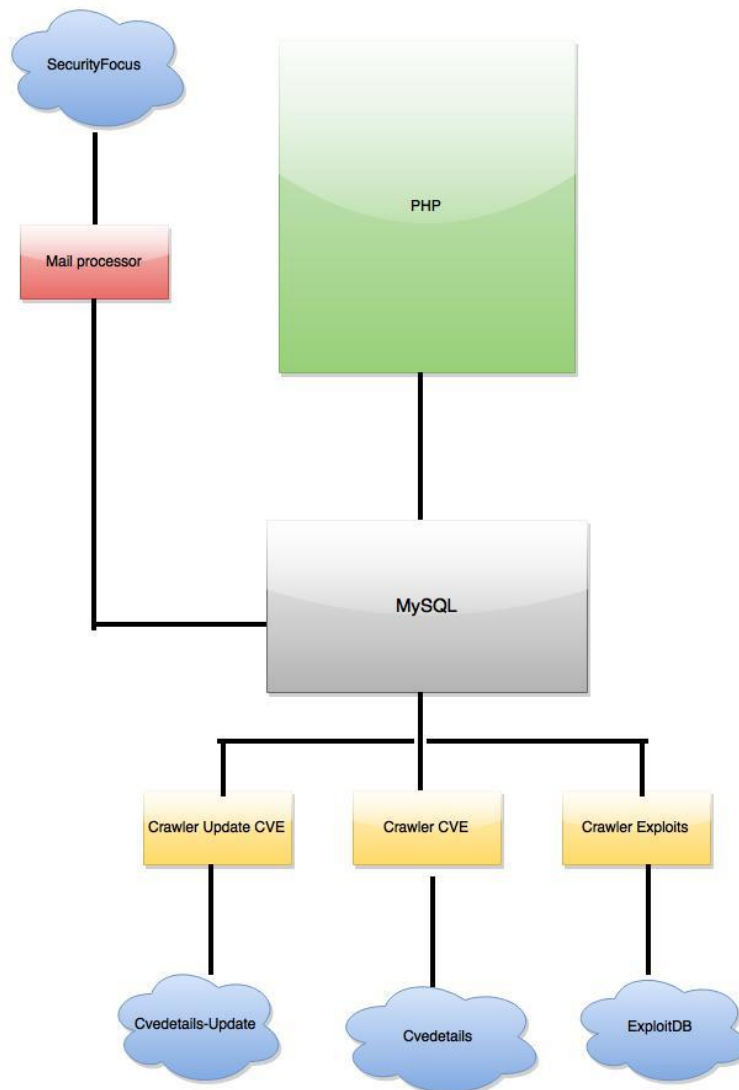 SecurityFocus
PHP
Mail processor
MySQL
Crawler Update CVE
Crawler CVE
Crawler Exploits
Cvedetails-Update
Cvedetails
ExploitDB